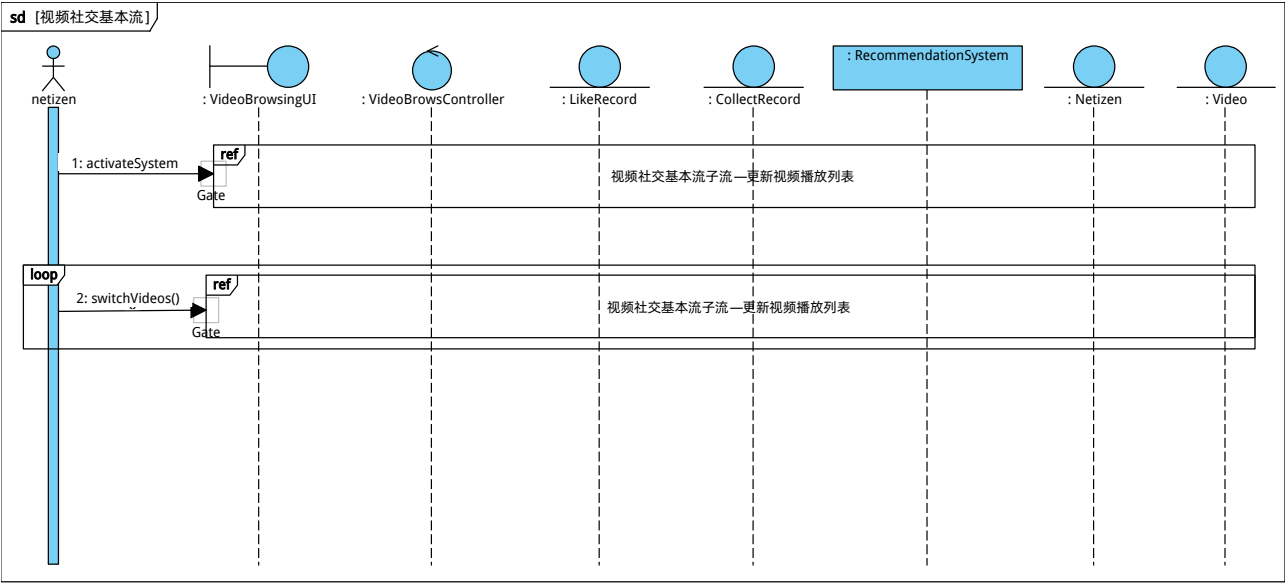 sd [视频社交基本流]
netizen
: VideoBrowsingUI
: VideoBrowsController
: LikeRecord
: CollectRecord
: RecommendationSystem
: Netizen
: Video
ref
1: activateSystem
视频社交基本流子流—更新视频播放列表
Gate
loop
ref
2: switchVideos()
视频社交基本流子流—更新视频播放列表
Gate